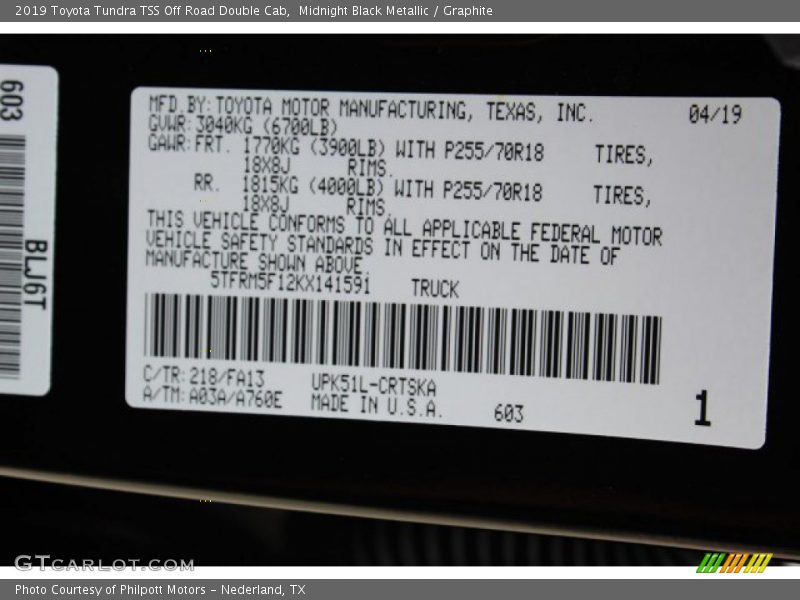 2019 Toyota Tundra TSS Off Road Double Cab,  Midnight Black Metallic / Graphite
603
BLJ6T
MFD.BY:TOYOTA MOTOR MANUFACTURING, TEXAS, INC. 04/19
GVWR:3040KG (6700LB)
GAWR:FRT. 1770KG (3900LB) WITH P255/70R18 TIRES,
18X8J RIMS.
RR. 1815KG (4000LB) WITH P255/70R18 TIRES,
18X8J RIMS.
THIS VEHICLE CONFORMS TO ALL APPLICABLE FEDERAL MOTOR
VEHICLE SAFETY STANDARDS IN EFFECT ON THE DATE OF
MANUFACTURE SHOWN ABOVE.
5TFRM5F12KX141591 TRUCK
C/TR:218/FA13 UPK51L-CRTSKA
A/TM:A03A/A760E MADE IN U.S.A. 603 1
GTCARLOT.COM
Photo Courtesy of Philpott Motors - Nederland, TX